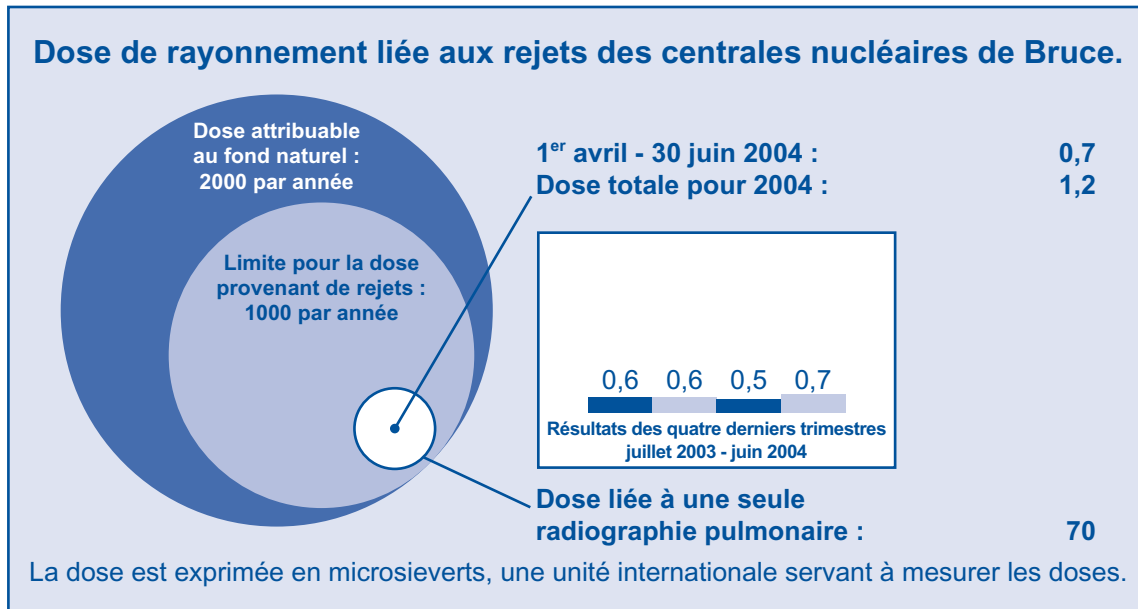 Dose de rayonnement liée aux rejets des centrales nucléaires de Bruce.
Dose attribuable
au fond naturel :
2000 par année
Limite pour la dose
provenant de rejets :
1000 par année
1er avril - 30 juin 2004 : 0,7
Dose totale pour 2004 : 1,2
0,6 0,6 0,5 0,7
Résultats des quatre derniers trimestres
juillet 2003 - juin 2004
Dose liée à une seule
radiographie pulmonaire : 70
La dose est exprimée en microsieverts, une unité internationale servant à mesurer les doses.